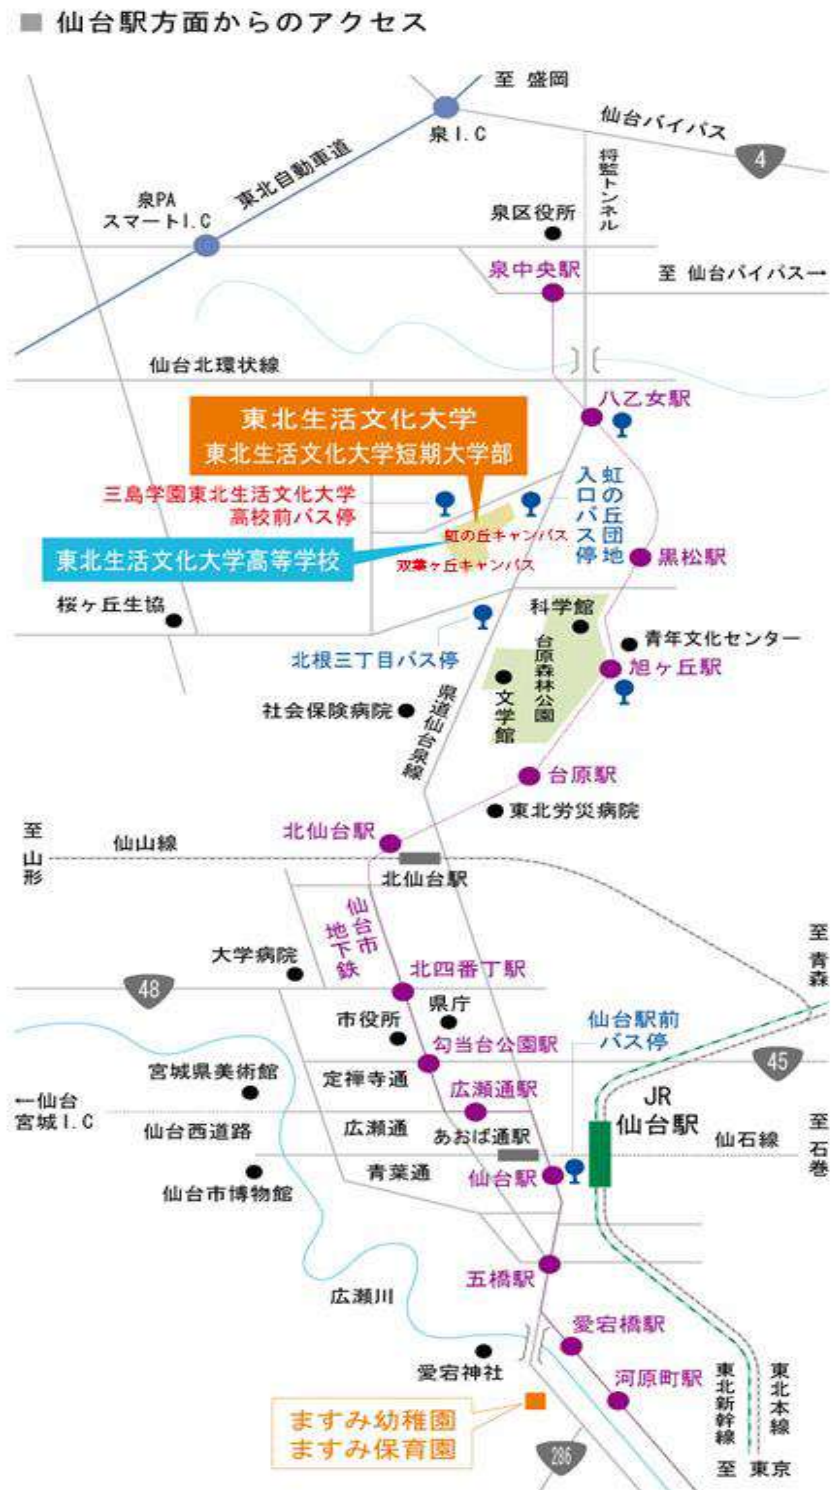 ■ 仙台駅方面からのアクセス
至 盛岡
仙台バイパス
4
泉I.C
東北自動車道
将監トンネル
泉PA
スマートI.C
泉区役所
泉中央駅
至 仙台バイパス→
仙台北環状線
八乙女駅
東北生活文化大学
東北生活文化大学短期大学部
虹の丘団地
入口バス停
三島学園東北生活文化大学
高校前バス停
虹の丘キャンパス
東北生活文化大学高等学校
双葉ヶ丘キャンパス
黒松駅
桜ヶ丘生協
科学館
青年文化センター
台原森林公園
北根三丁目バス停
旭ヶ丘駅
文学館
社会保険病院
県道仙台泉線
台原駅
東北労災病院
至山形
仙山線
北仙台駅
北仙台駅
仙台市
地下鉄
至青森
大学病院
北四番丁駅
48
県庁
市役所
仙台駅前
バス停
勾当台公園駅
45
宮城県美術館
定禅寺通
広瀬通駅
JR
仙台駅
←仙台
宮城I.C
仙台西道路
広瀬通
あおば通駅
仙石線
至石巻
青葉通
仙台駅
仙台市博物館
五橋駅
広瀬川
愛宕橋駅
愛宕神社
河原町駅
東北新幹線
東北本線
ますみ幼稚園
ますみ保育園
286
至 東京